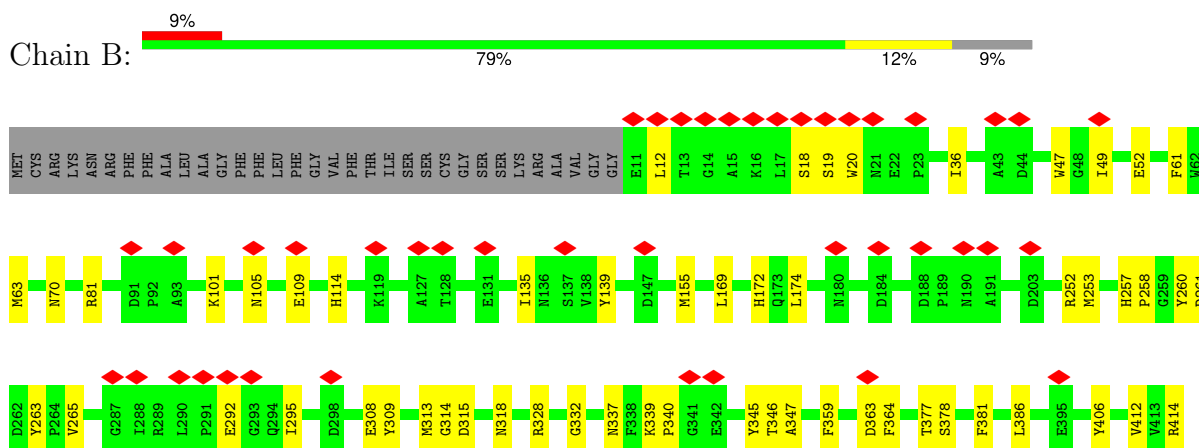 9%
Chain B:
79% 12% 9%
MET CYS ARG LYS ASN ARG PHE PHE ALA LEU ALA GLY PHE PHE LEU PHE GLY VAL PHE THR ILE SER SER CYS GLY SER SER LYS ARG ALA VAL GLY GLY E11 L12 T13 G14 A15 K16 L17 S18 S19 W20 N21 E22 P23 I36 A43 D44 W47 G48 I49 E52 F61 W62
M63 N70 R81 D91 P92 A93 K101 N105 E109 H114 K119 A127 T128 E131 I135 N136 S137 V138 Y139 D147 M155 L169 H172 Q173 L174 N180 D184 D188 P189 N190 A191 D203 R252 M253 H257 P258 G259 Y260
D262 Y263 P264 V265 G287 I288 R289 L290 P291 E292 G293 Q294 I295 D298 E308 Y309 M313 G314 D315 N318 R328 G332 N337 F338 K339 P340 G341 E342 Y345 T346 A347 F359 D363 F364 T377 S378 F381 L386 E395 Y406 V412 V413 R414